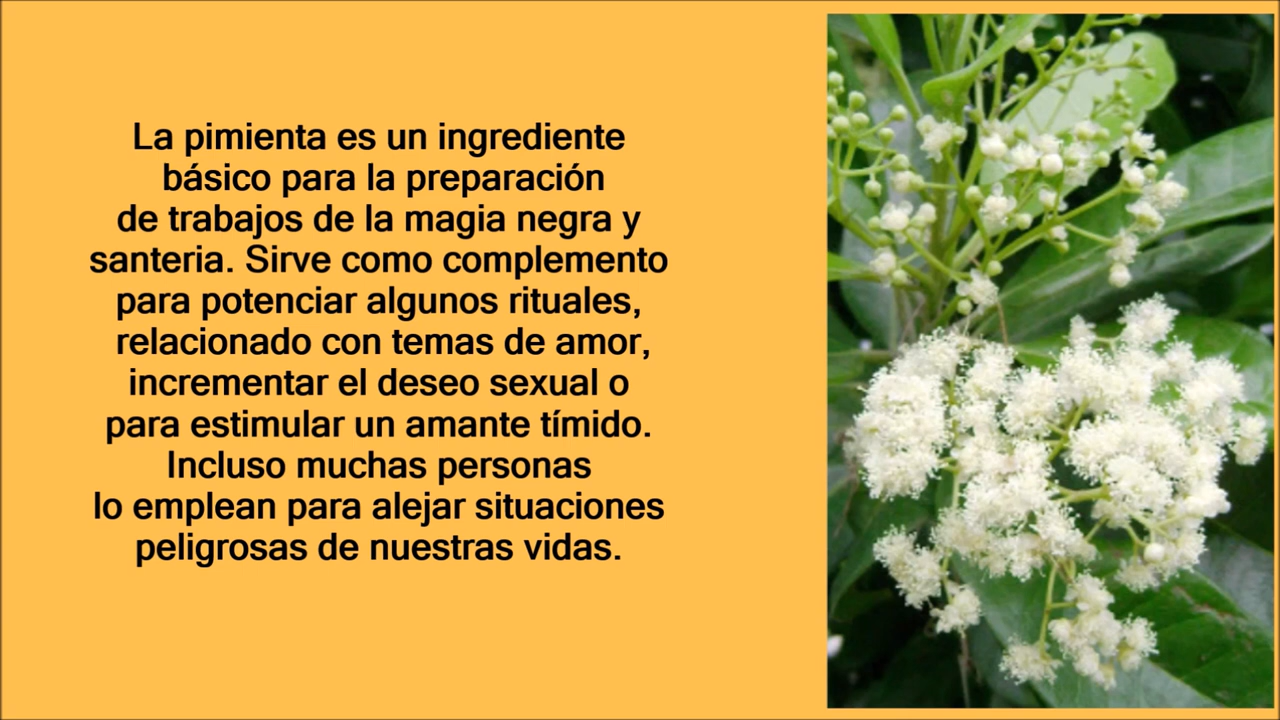 La pimienta es un ingrediente
básico para la preparación
de trabajos de la magia negra y
santeria. Sirve como complemento
para potenciar algunos rituales,
relacionado con temas de amor,
incrementar el deseo sexual o
para estimular un amante tímido.
Incluso muchas personas
lo emplean para alejar situaciones
peligrosas de nuestras vidas.